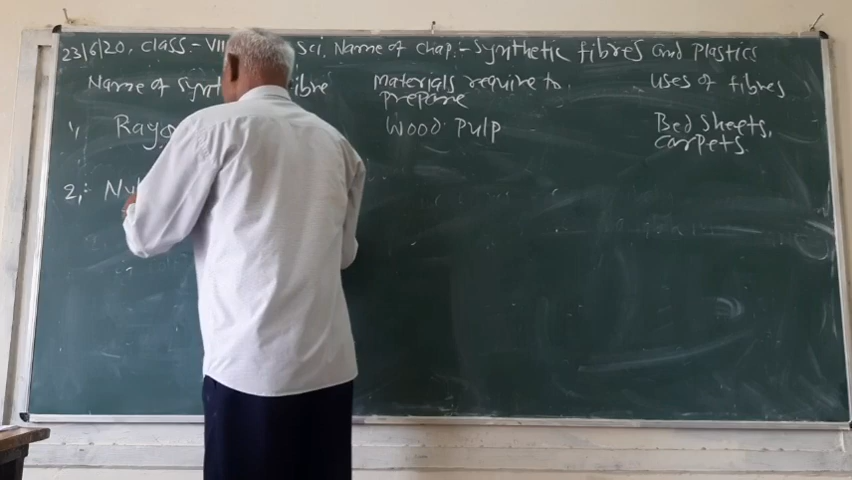 23/6/20, Class - VII Sci. Name of Chap:- Synthetic fibres and Plastics
Name of Synt ibre Materials require to prepare Uses of fibres
1, Rayo Wood Pulp Bed Sheets, Carpets.
2,:- Ny